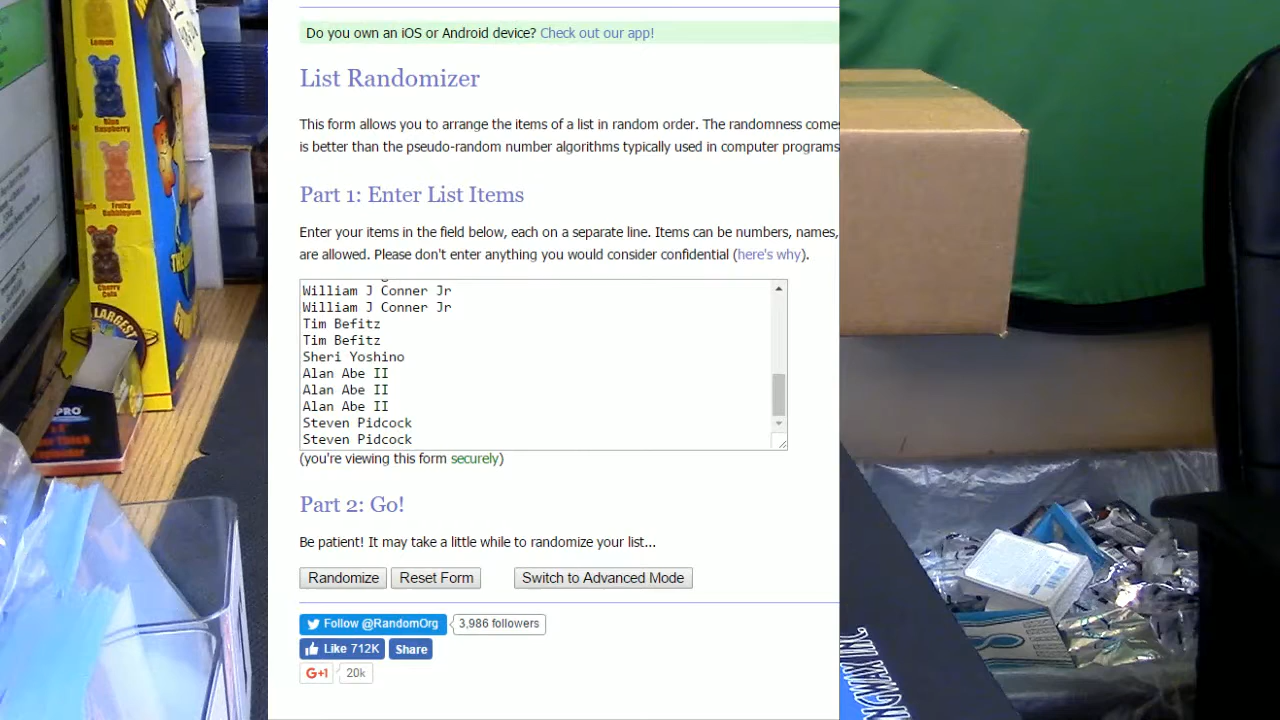 Do you own an iOS or Android device? Check out our app!
List Randomizer
This form allows you to arrange the items of a list in random order. The randomness come
is better than the pseudo-random number algorithms typically used in computer programs
Part 1: Enter List Items
Enter your items in the field below, each on a separate line. Items can be numbers, names,
are allowed. Please don't enter anything you would consider confidential (here's why).
William J Conner Jr
William J Conner Jr
Tim Befitz
Tim Befitz
Sheri Yoshino
Alan Abe II
Alan Abe II
Alan Abe II
Steven Pidcock
Steven Pidcock
(you're viewing this form securely)
Part 2: Go!
Be patient! It may take a little while to randomize your list...
Randomize Reset Form Switch to Advanced Mode
Follow @RandomOrg 3,986 followers
Like 712K Share
G+1 20k
Lemon
Blue
Raspberry
Fruity
Bubblegum
Cherry
Cola
LARGEST
PRO
INGWAX INC